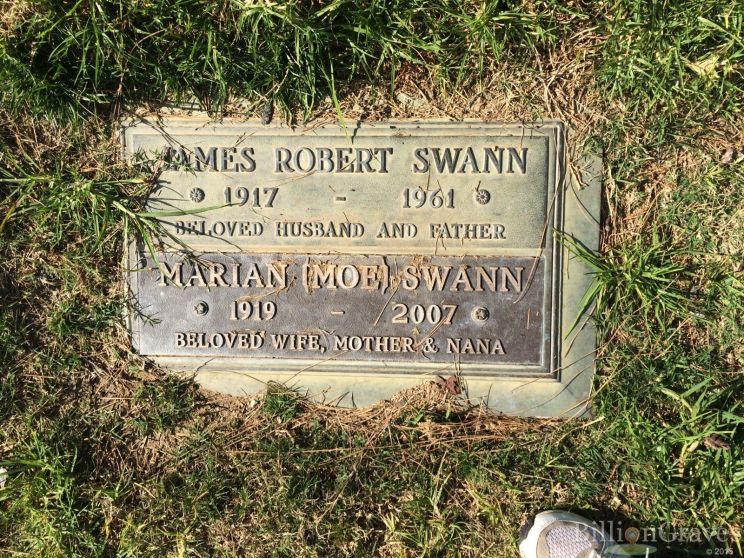 JAMES ROBERT SWANN
1917 - 1961
BELOVED HUSBAND AND FATHER
MARIAN (MOE) SWANN
1919 - 2007
BELOVED WIFE, MOTHER & NANA
BillionGraves
© 2015